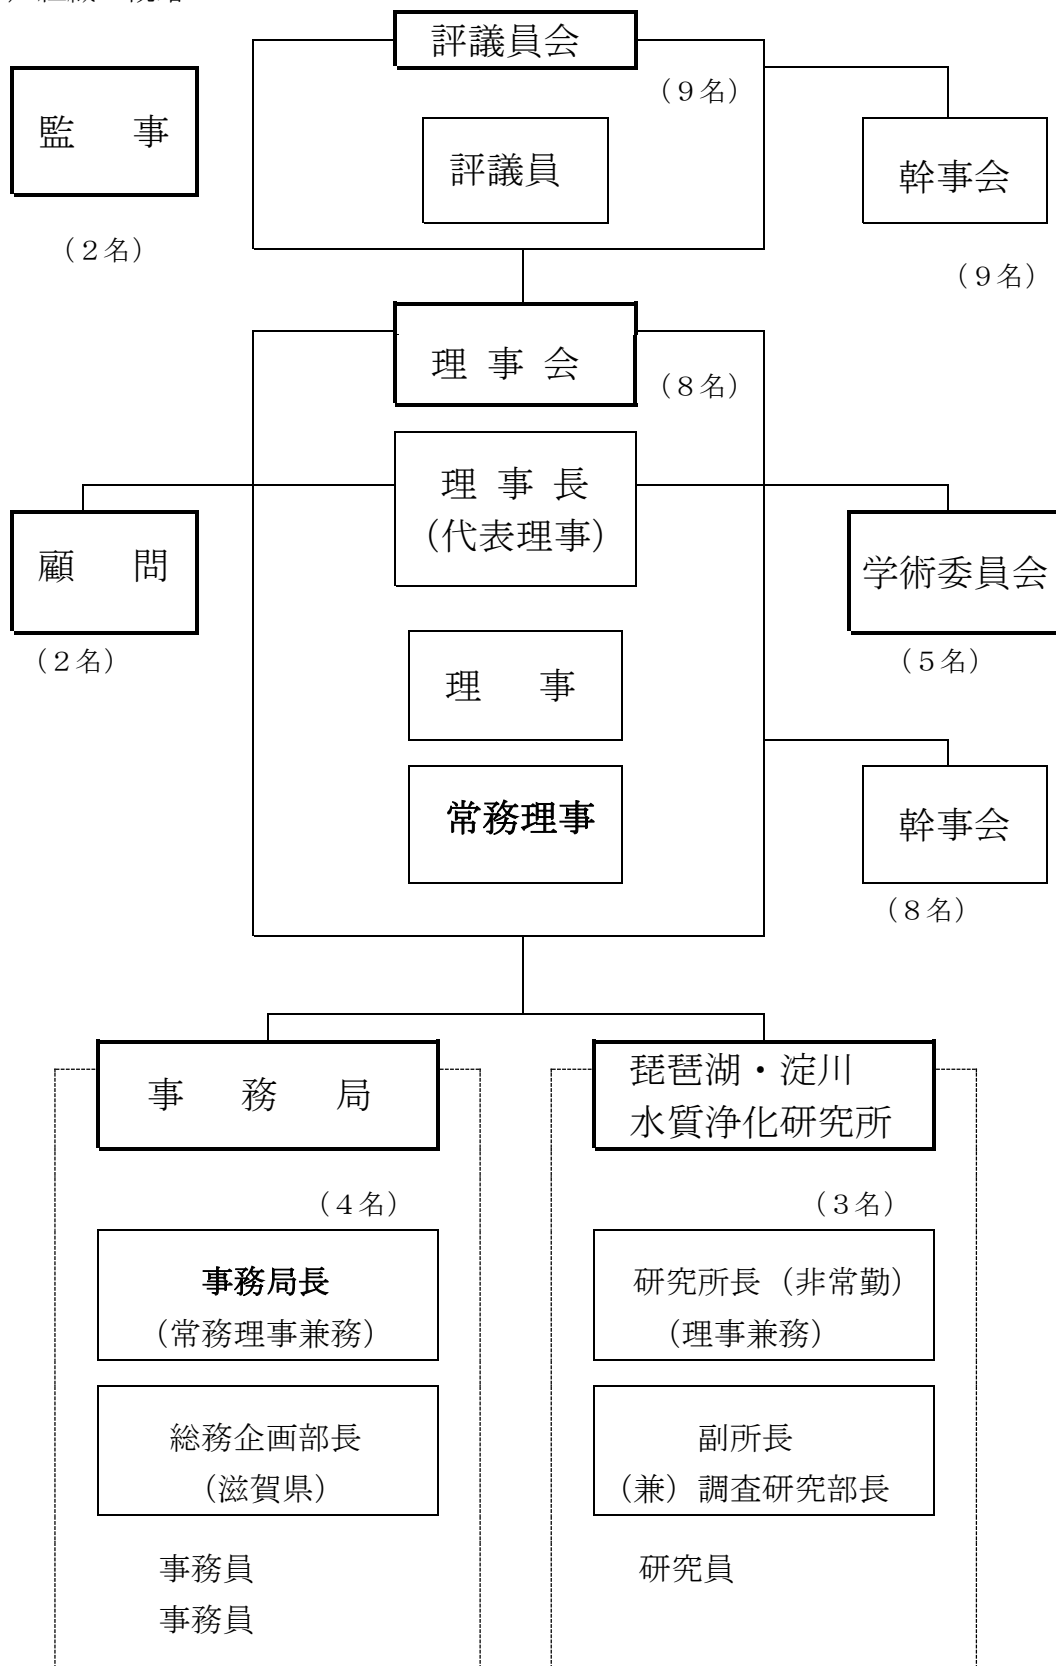 評議員会
(9名)
監 事
(2名)
評議員
幹事会
(9名)
理 事 会
(8名)
理 事 長
(代表理事)
顧 問
(2名)
学術委員会
(5名)
理 事
常務理事
幹事会
(8名)
事 務 局
(4名)
事務局長
(常務理事兼務)
総務企画部長
(滋賀県)
事務員
事務員
琵琶湖・淀川
水質浄化研究所
(3名)
研究所長(非常勤)
(理事兼務)
副所長
(兼)調査研究部長
研究員